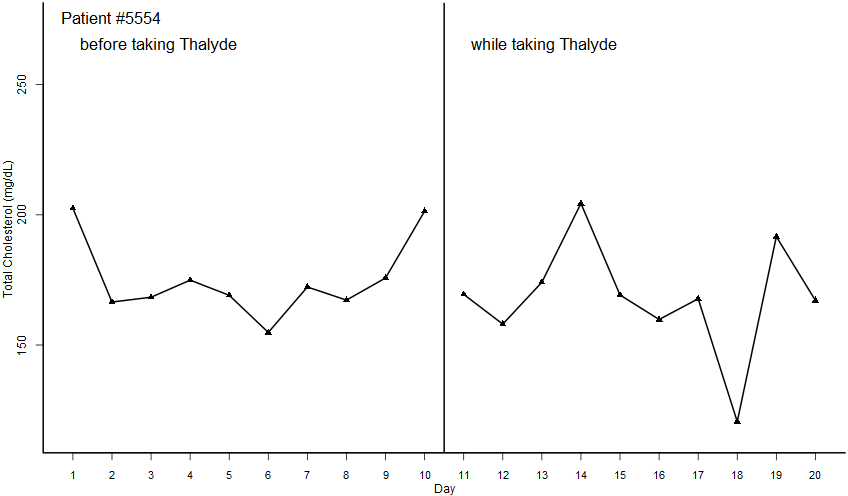 Patient #5554
before taking Thalyde
while taking Thalyde
Total Cholesterol (mg/dL)
250
200
150
1 2 3 4 5 6 7 8 9 10 11 12 13 14 15 16 17 18 19 20
Day